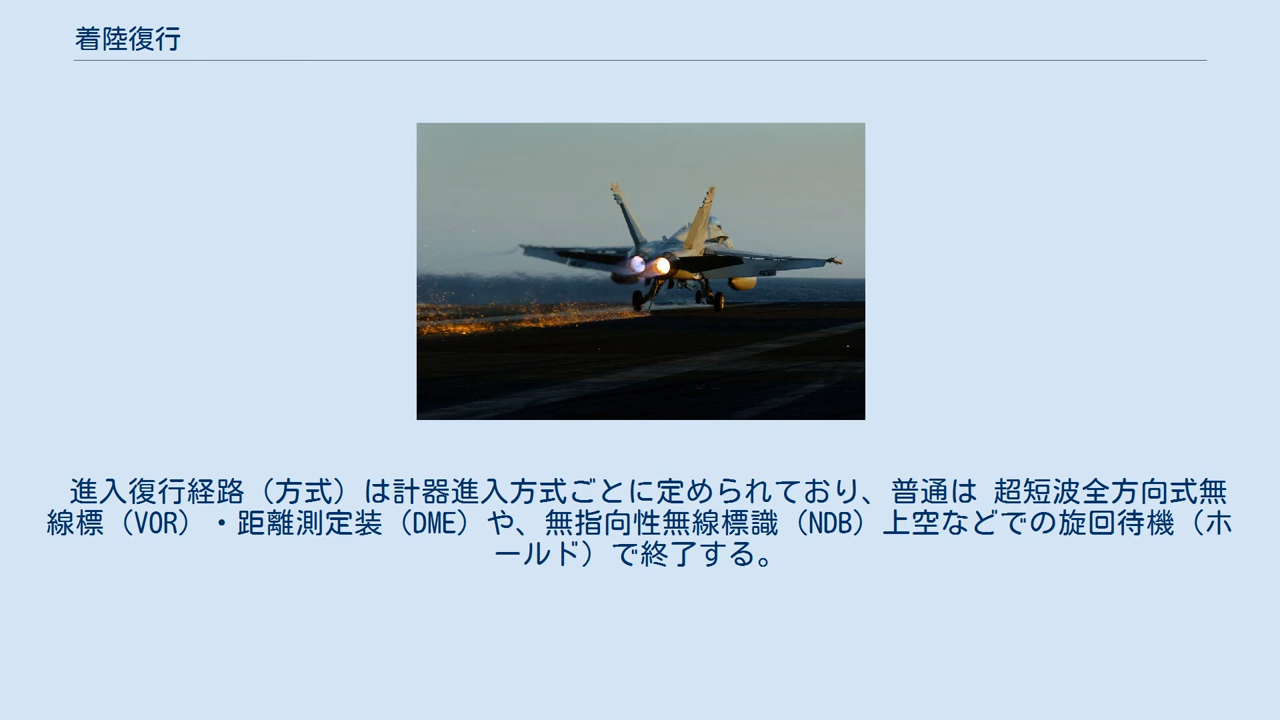 着陸復行
進入復行経路（方式）は計器進入方式ごとに定められており、普通は 超短波全方向式無
線標（VOR）・距離測定装（DME）や、無指向性無線標識（NDB）上空などでの旋回待機（ホ
ールド）で終了する。